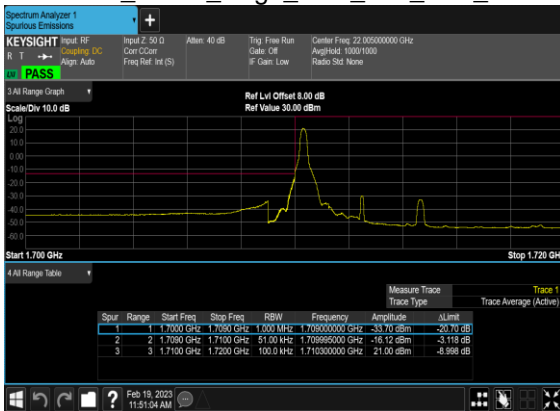 Spectrum Analyzer 1
Spurious Emissions
+
KEYSIGHT Input: RF Input Z: 50 Ω Atten: 40 dB Trig: Free Run Center Freq: 22.005000000 GHz
R T Coupling: DC Corr CCorr Gate: Off Avg|Hold: 1000/1000
Align: Auto Freq Ref: Int (S) IF Gain: Low Radio Std: None
PASS
3 All Range Graph
Ref Lvl Offset 8.00 dB
Scale/Div 10.0 dB Ref Value 30.00 dBm
Log
20.0
10.0
0.00
-10.0
-20.0
-30.0
-40.0
-50.0
-60.0
Start 1.700 GHz Stop 1.720 GH
4 All Range Table
Measure Trace Trace 1
Trace Type Trace Average (Active)
Spur Range Start Freq Stop Freq RBW Frequency Amplitude ΔLimit
1 1 1.7000 GHz 1.7090 GHz 1.000 MHz 1.709000000 GHz -33.70 dBm -20.70 dB
2 2 1.7090 GHz 1.7100 GHz 51.00 kHz 1.709995000 GHz -16.12 dBm -3.118 dB
3 3 1.7100 GHz 1.7200 GHz 100.0 kHz 1.710300000 GHz 21.00 dBm -8.998 dB
? Feb 19, 2023
11:51:04 AM